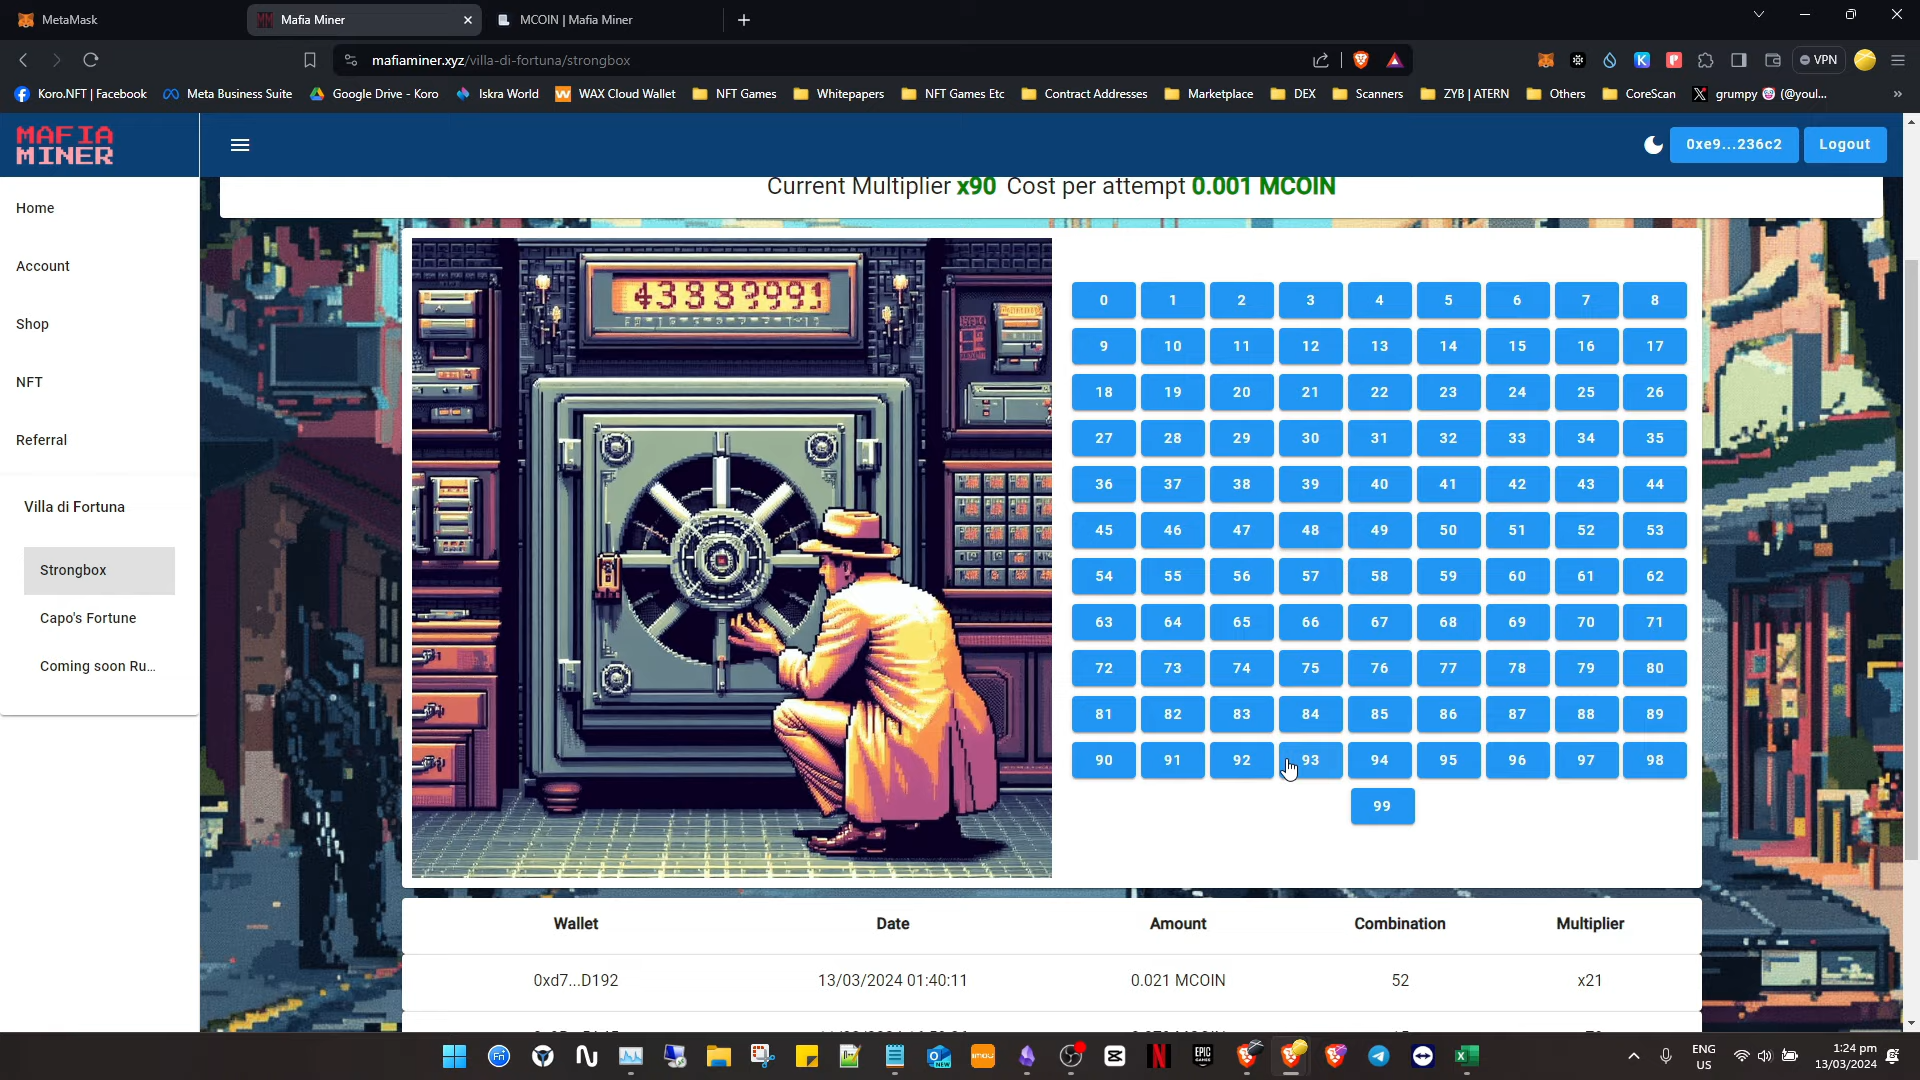 MetaMask
Mafia Miner
MCOIN | Mafia Miner
mafiaminer.xyz/villa-di-fortuna/strongbox
VPN
Koro.NFT | Facebook
Meta Business Suite
Google Drive - Koro
Iskra World
WAX Cloud Wallet
NFT Games
Whitepapers
NFT Games Etc
Contract Addresses
Marketplace
DEX
Scanners
ZYB | ATERN
Others
CoreScan
grumpy (@youl...
MAFIA
MINER
0xe9...236c2
Logout
Home
Account
Shop
NFT
Referral
Villa di Fortuna
Strongbox
Capo's Fortune
Coming soon Ru...
Current Multiplier x90 Cost per attempt 0.001 MCOIN
0 1 2 3 4 5 6 7 8
9 10 11 12 13 14 15 16 17
18 19 20 21 22 23 24 25 26
27 28 29 30 31 32 33 34 35
36 37 38 39 40 41 42 43 44
45 46 47 48 49 50 51 52 53
54 55 56 57 58 59 60 61 62
63 64 65 66 67 68 69 70 71
72 73 74 75 76 77 78 79 80
81 82 83 84 85 86 87 88 89
90 91 92 93 94 95 96 97 98
99
Wallet Date Amount Combination Multiplier
0xd7...D192 13/03/2024 01:40:11 0.021 MCOIN 52 x21
ENG
US
1:24 pm
13/03/2024